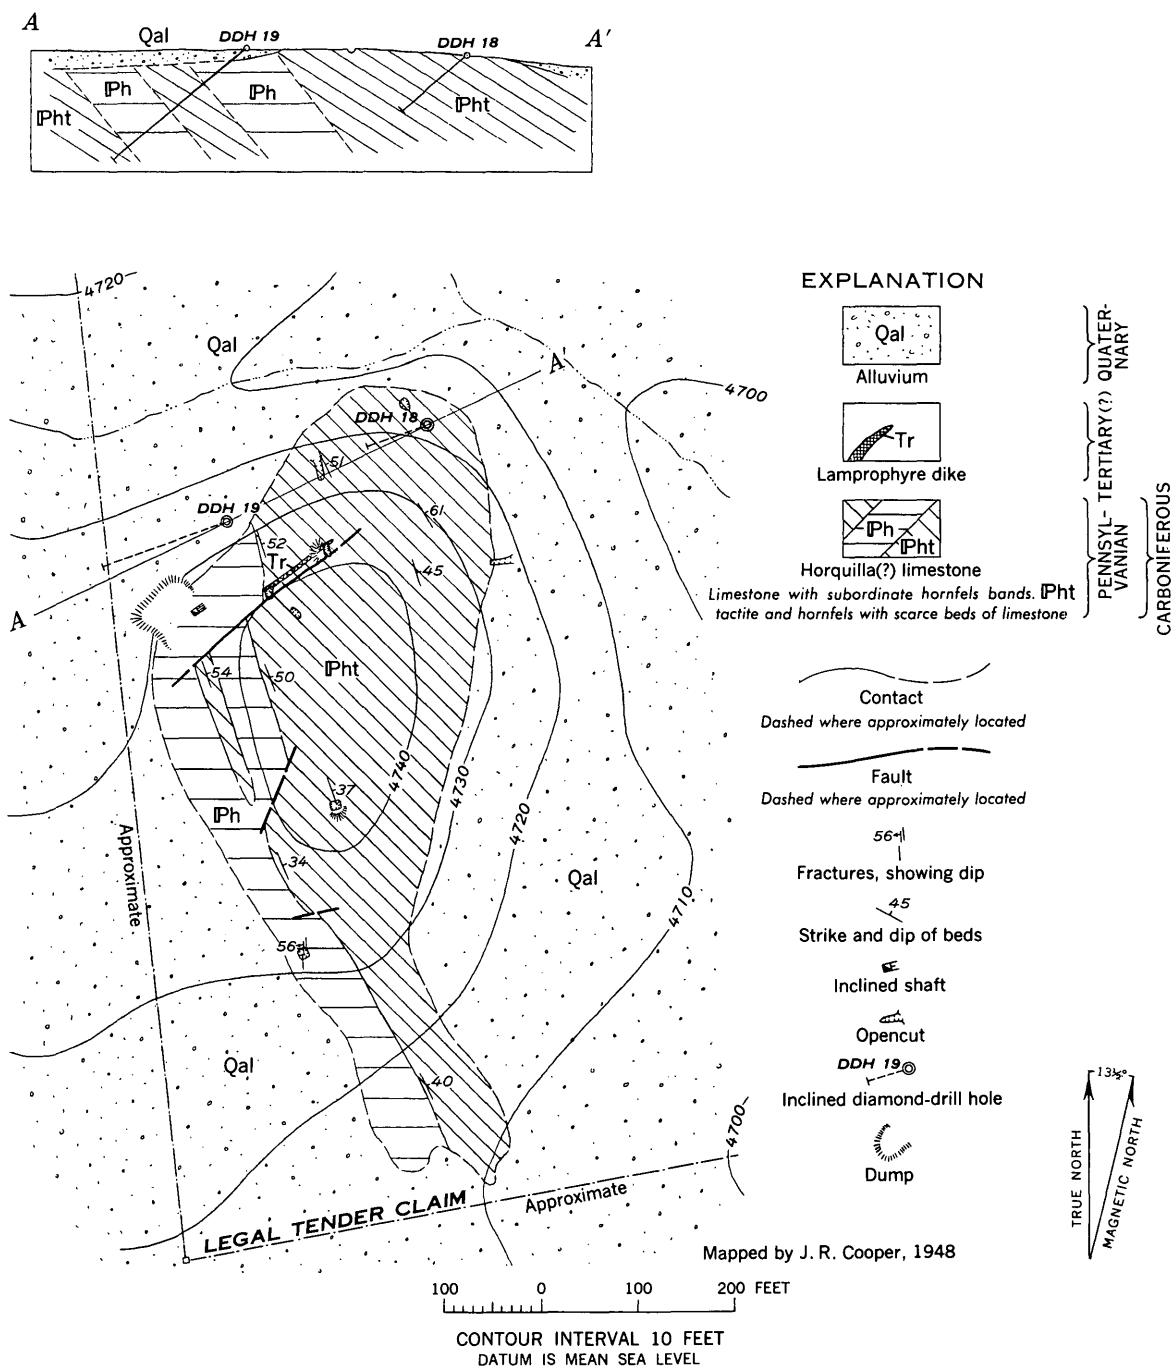 A
Qal
DDH 19
DDH 18
A'
ℙh
ℙh
ℙht
ℙht
EXPLANATION
4720
Qal
A'
4700
DDH 18
51
DDH 19
61
52
Tr
45
A
54
50
ℙht
4740
4730
37
4720
ℙh
Approximate
34
Qal
4710
56
Qal
40
4700
LEGAL TENDER CLAIM
Approximate
Qal
Alluvium
QUATER-
NARY
Tr
Lamprophyre dike
TERTIARY(?)
ℙh
ℙht
Horquilla(?) limestone
Limestone with subordinate hornfels bands. ℙht
tactite and hornfels with scarce beds of limestone
PENNSYL-
VANIAN
CARBONIFEROUS
Contact
Dashed where approximately located
Fault
Dashed where approximately located
56
Fractures, showing dip
45
Strike and dip of beds
Inclined shaft
Opencut
DDH 19
Inclined diamond-drill hole
Dump
13½°
TRUE NORTH
MAGNETIC NORTH
Mapped by J. R. Cooper, 1948
100 0 100 200 FEET
CONTOUR INTERVAL 10 FEET
DATUM IS MEAN SEA LEVEL